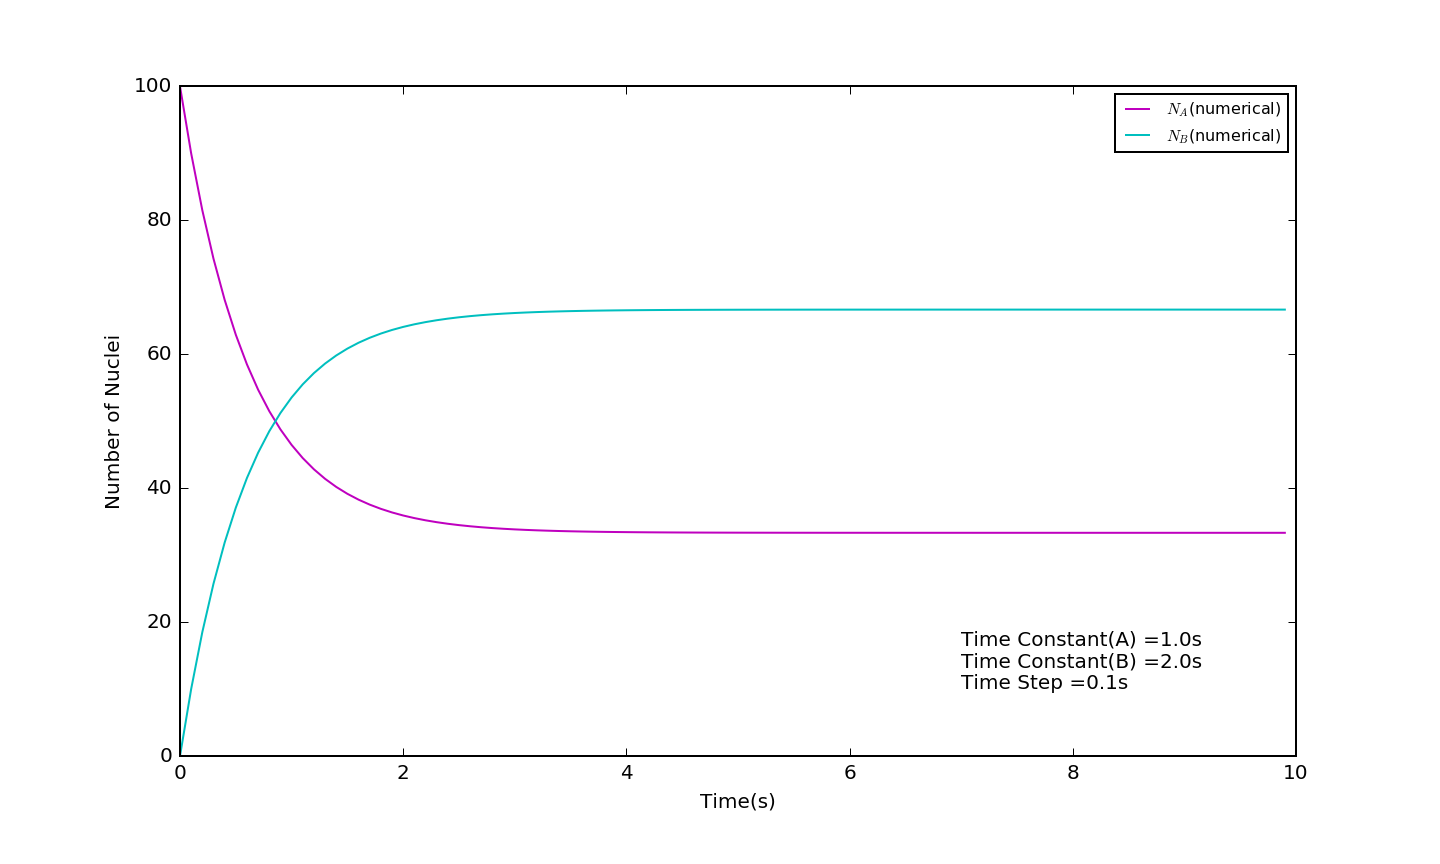 100
80
60
40
20
0
Number of Nuclei
N_A(numerical)
N_B(numerical)
Time Constant(A) =1.0s
Time Constant(B) =2.0s
Time Step =0.1s
0 2 4 6 8 10
Time(s)